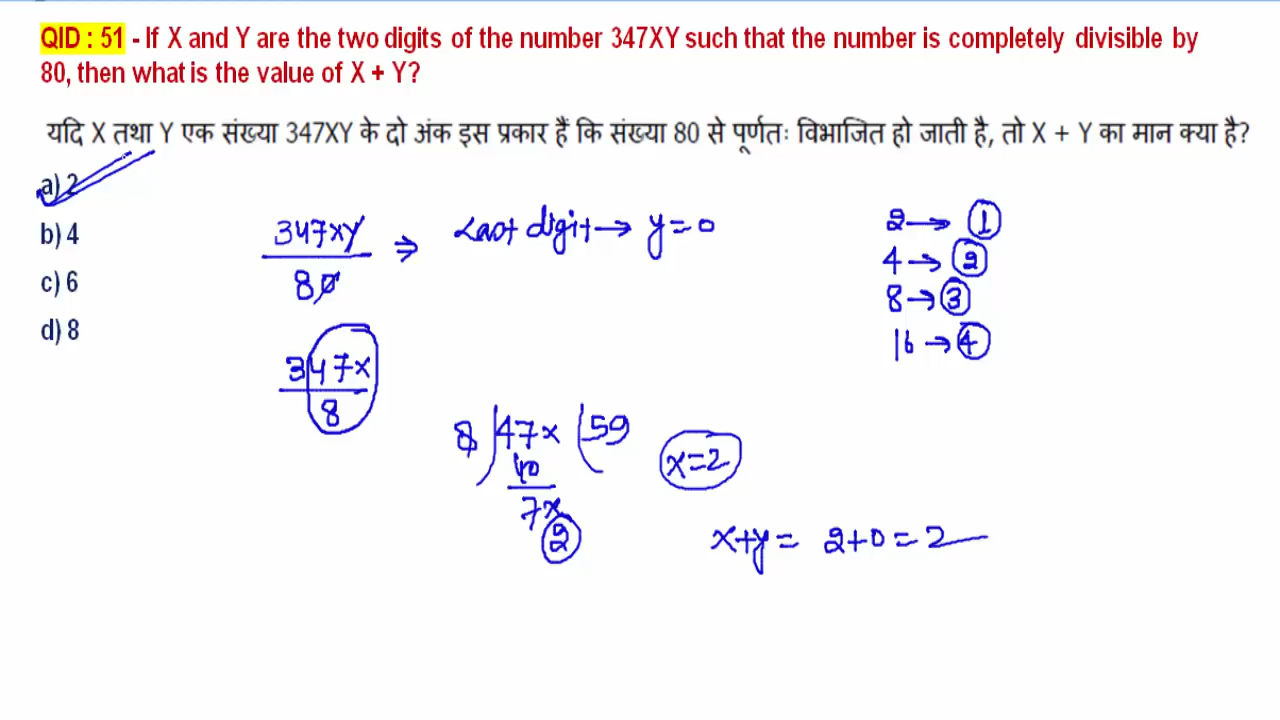 QID : 51 - If X and Y are the two digits of the number 347XY such that the number is completely divisible by
80, then what is the value of X + Y?
यदि X तथा Y एक संख्या 347XY के दो अंक इस प्रकार हैं कि संख्या 80 से पूर्णतः विभाजित हो जाती है, तो X + Y का मान क्या है?
a) 2
b) 4
c) 6
d) 8
347XY
80
⇒ Last digit → y = 0
2 → 1
4 → 2
8 → 3
16 → 4
347x
8
8 ) 47x ( 59
40
7x
2
x=2
x+y = 2+0 = 2